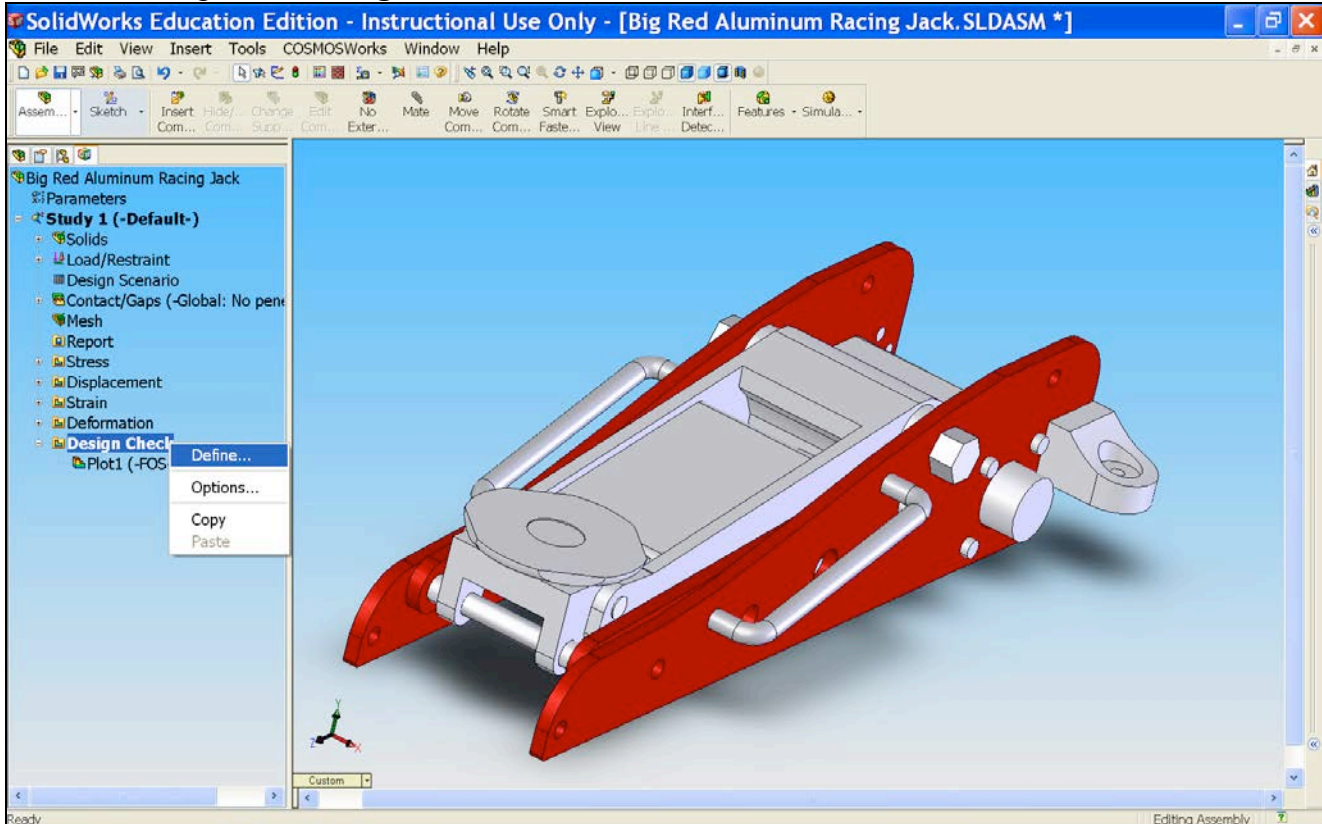 SolidWorks Education Edition - Instructional Use Only - [Big Red Aluminum Racing Jack.SLDASM *]
File Edit View Insert Tools COSMOSWorks Window Help
Assem... Sketch Insert Hide/... Change Edit No Mate Move Rotate Smart Explo... Explo... Interf... Features Simula...
Com... Com... Supp... Com... Exter... Com... Com... Faste... View Line ... Detec...
Big Red Aluminum Racing Jack
Parameters
Study 1 (-Default-)
Solids
Load/Restraint
Design Scenario
Contact/Gaps (-Global: No pene
Mesh
Report
Stress
Displacement
Strain
Deformation
Design Check
Define...
Plot1 (-FOS
Options...
Copy
Paste
Y
Z X
Custom
Ready Editing Assembly